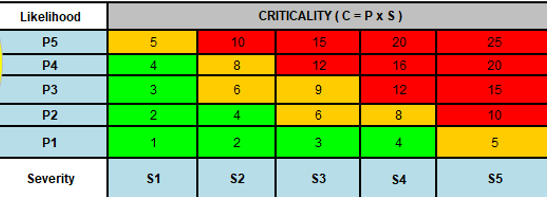 Likelihood CRITICALITY ( C = P x S )
P5 5 10 15 20 25
P4 4 8 12 16 20
P3 3 6 9 12 15
P2 2 4 6 8 10
P1 1 2 3 4 5
Severity S1 S2 S3 S4 S5